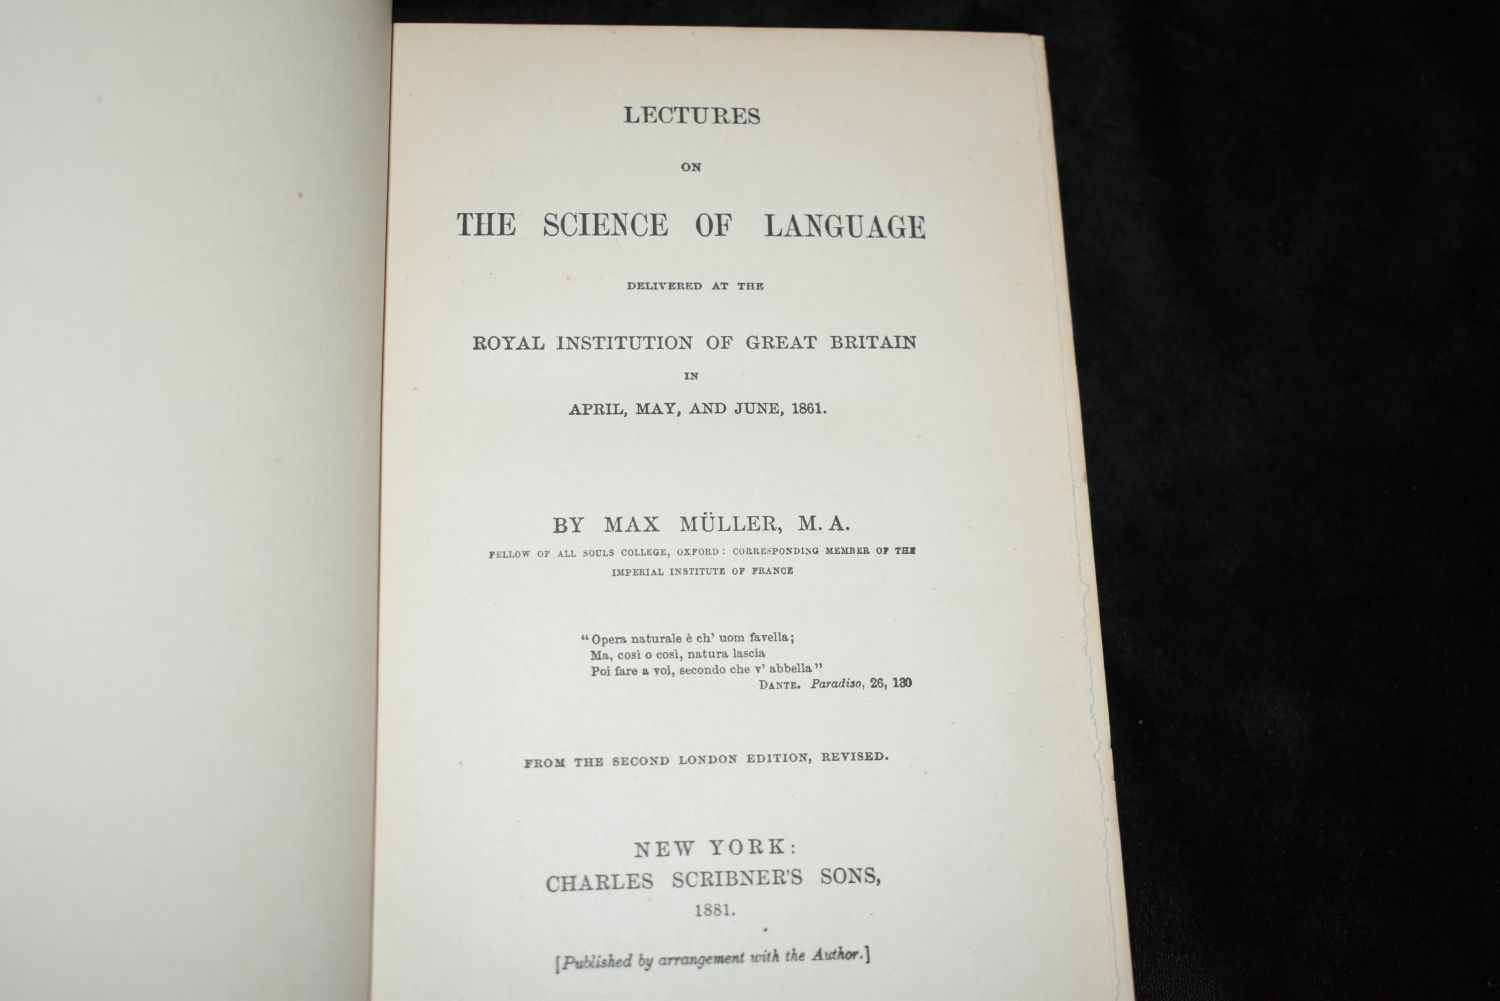 LECTURES
ON
THE SCIENCE OF LANGUAGE
DELIVERED AT THE
ROYAL INSTITUTION OF GREAT BRITAIN
IN
APRIL, MAY, AND JUNE, 1861.
BY MAX MÜLLER, M. A.
FELLOW OF ALL SOULS COLLEGE, OXFORD: CORRESPONDING MEMBER OF THE
IMPERIAL INSTITUTE OF FRANCE
"Opera naturale è ch' uom favella;
Ma, così o così, natura lascia
Poi fare a voi, secondo che v' abbella"
DANTE. Paradiso, 26, 130
FROM THE SECOND LONDON EDITION, REVISED.
NEW YORK:
CHARLES SCRIBNER'S SONS,
1881.
[Published by arrangement with the Author.]